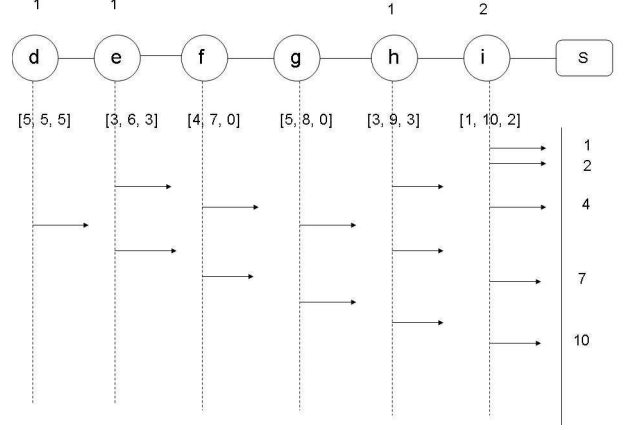 1 1 1 2
d e f g h i S
[5, 5, 5] [3, 6, 3] [4, 7, 0] [5, 8, 0] [3, 9, 3] [1, 10, 2]
1
2
4
7
10